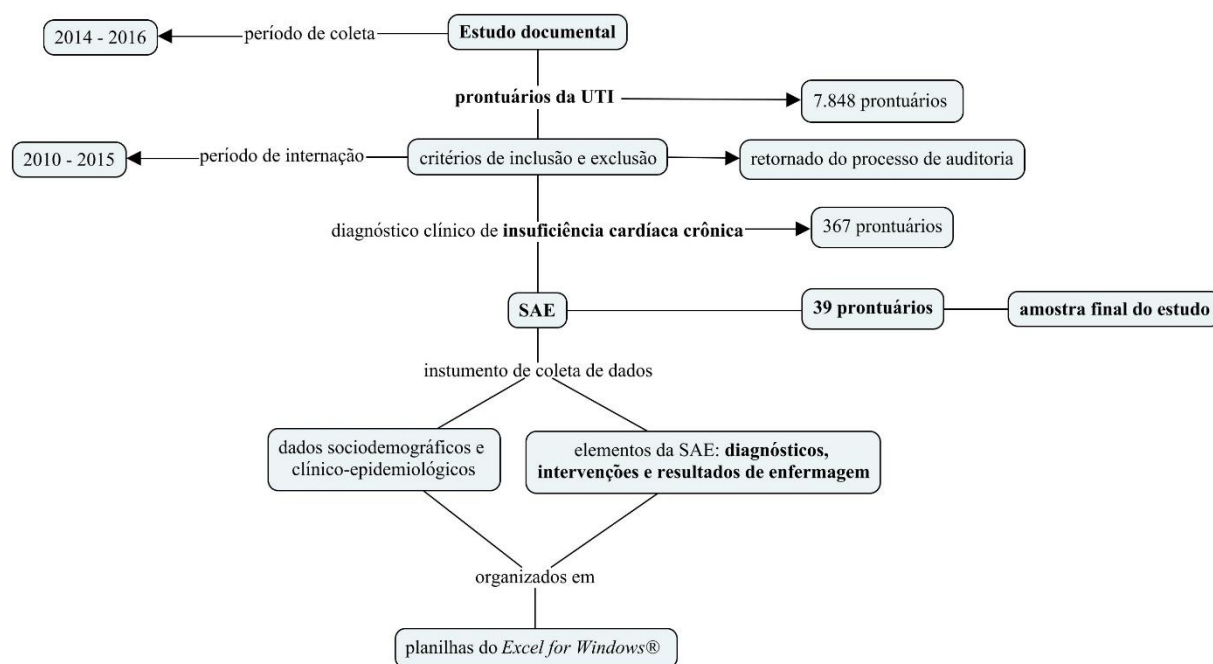 2014 - 2016
período de coleta
Estudo documental
prontuários da UTI
7.848 prontuários
2010 - 2015
período de internação
critérios de inclusão e exclusão
retornado do processo de auditoria
diagnóstico clínico de insuficiência cardíaca crônica
367 prontuários
SAE
39 prontuários
amostra final do estudo
instumento de coleta de dados
dados sociodemográficos e
clínico-epidemiológicos
elementos da SAE: diagnósticos,
intervenções e resultados de enfermagem
organizados em
planilhas do Excel for Windows®